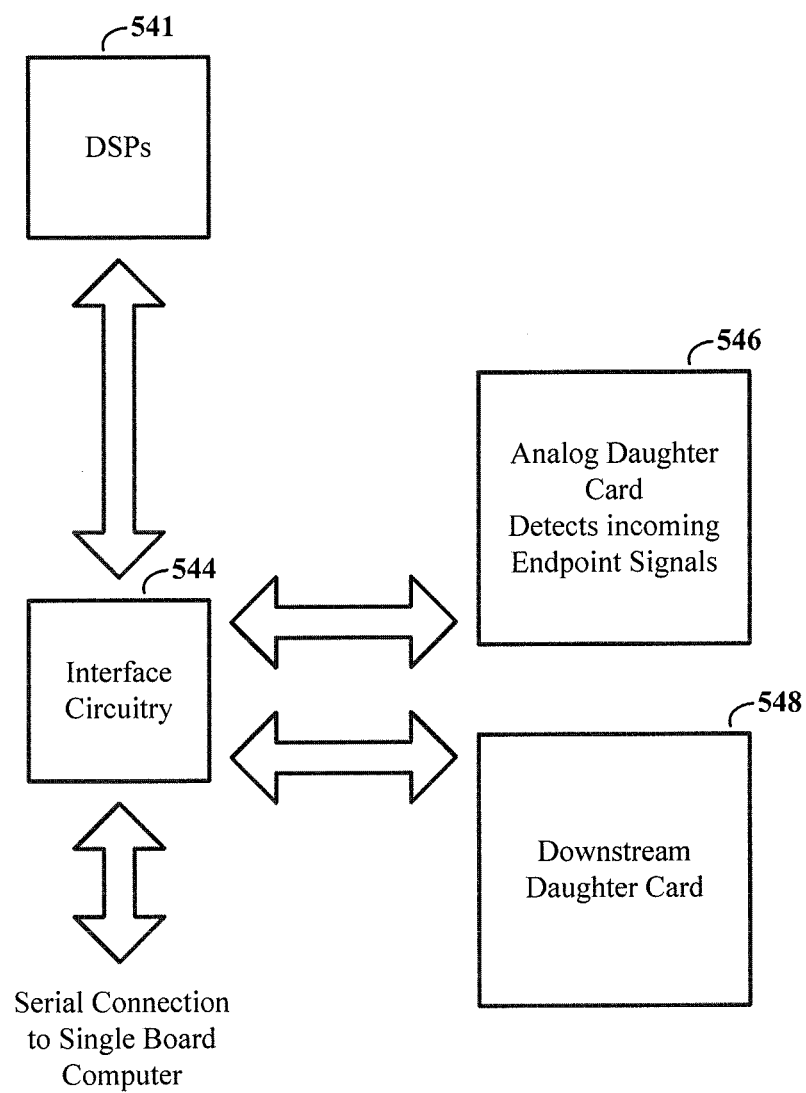 541
DSPs
546
Analog Daughter
Card
Detects incoming
Endpoint Signals
544
Interface
Circuitry
548
Downstream
Daughter Card
Serial Connection
to Single Board
Computer